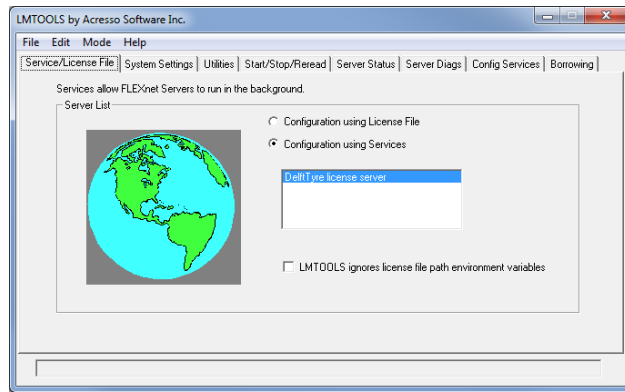 LMTOOLS by Acresso Software Inc.
File Edit Mode Help
Service/License File System Settings Utilities Start/Stop/Reread Server Status Server Diags Config Services Borrowing
Services allow FLEXnet Servers to run in the background.
Server List
Configuration using License File
Configuration using Services
DelftTyre license server
LMTOOLS ignores license file path environment variables